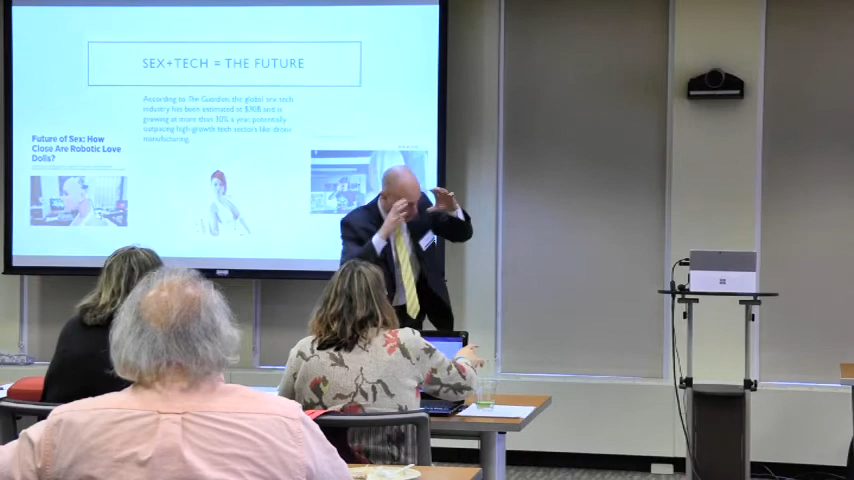 SEX+TECH = THE FUTURE
According to The Guardian, the global sex tech
industry has been estimated at $30B and is
growing at more than 30% a year, potentially
outpacing high-growth tech sectors like drone
manufacturing.
Future of Sex: How
Close Are Robotic Love
Dolls?